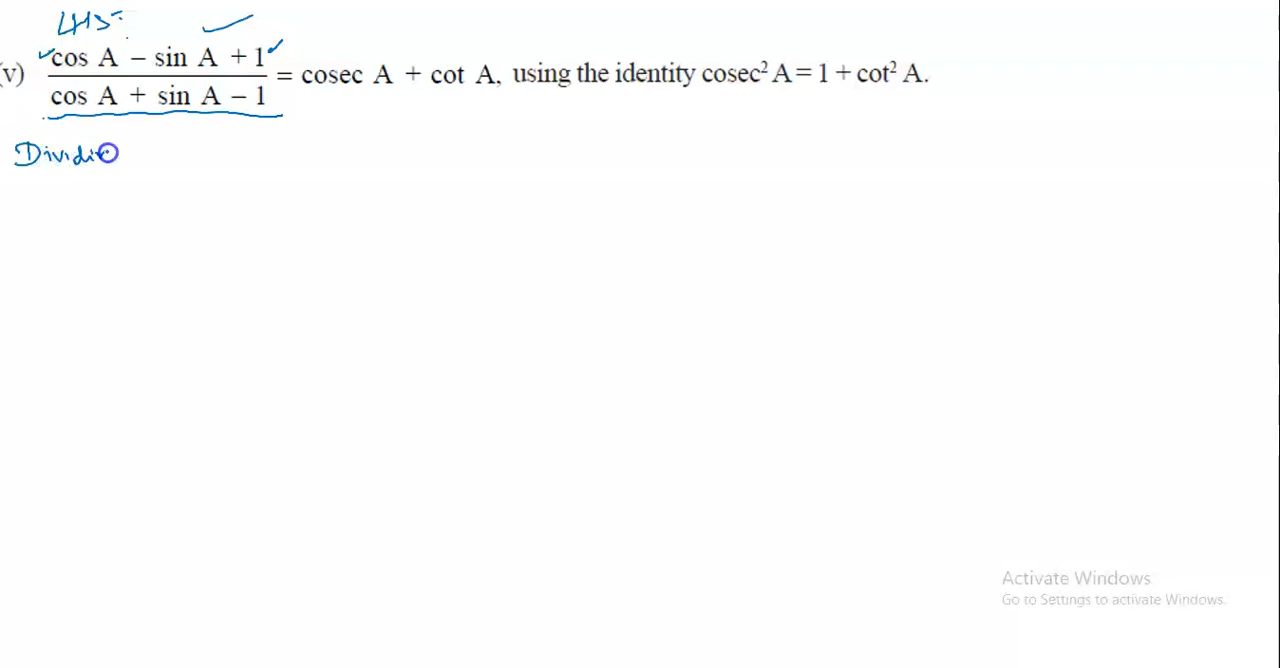 LHS:
(v) cos A − sin A + 1 / cos A + sin A − 1 = cosec A + cot A, using the identity cosec² A = 1 + cot² A.
Dividi
Activate Windows
Go to Settings to activate Windows.